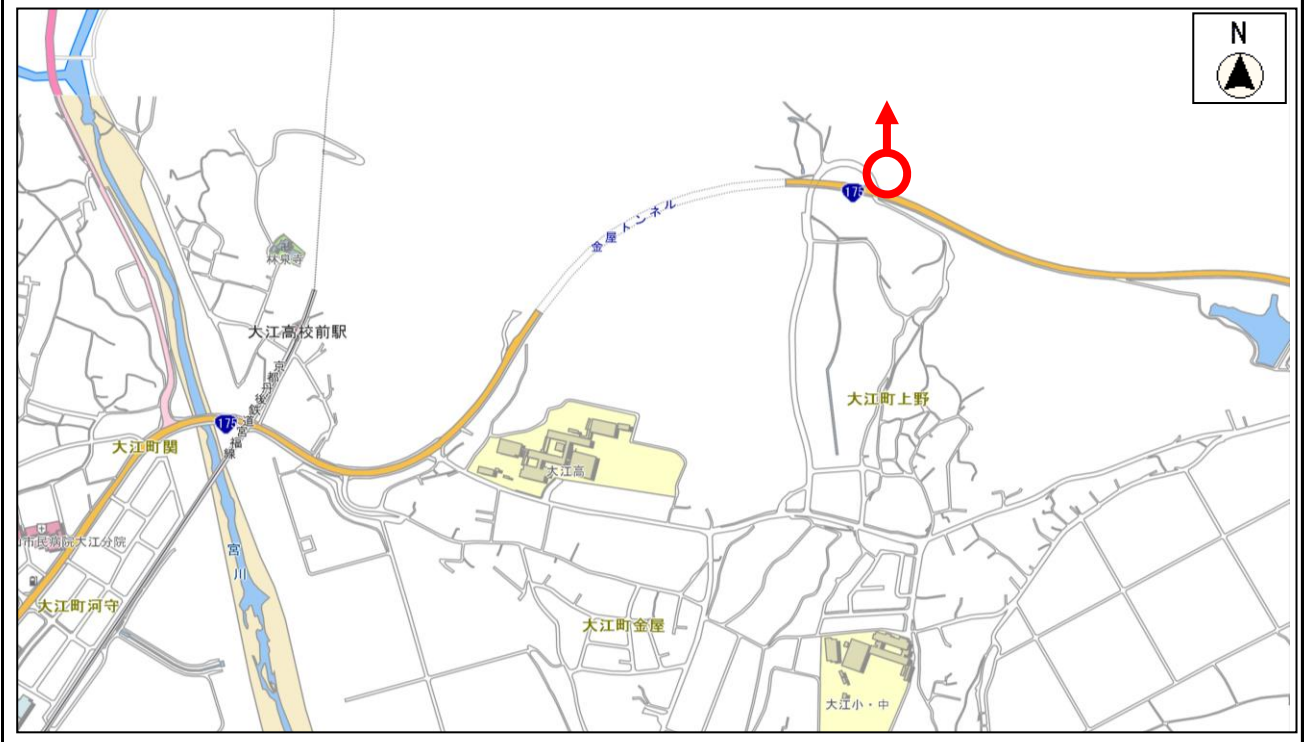 N
175
金屋トンネル
林泉寺
大江高校前駅
京都丹後鉄道宮福線
大江町上野
175
大江町関
大江高
市民病院大江分院
宮川
大江町河守
大江町金屋
大江小・中